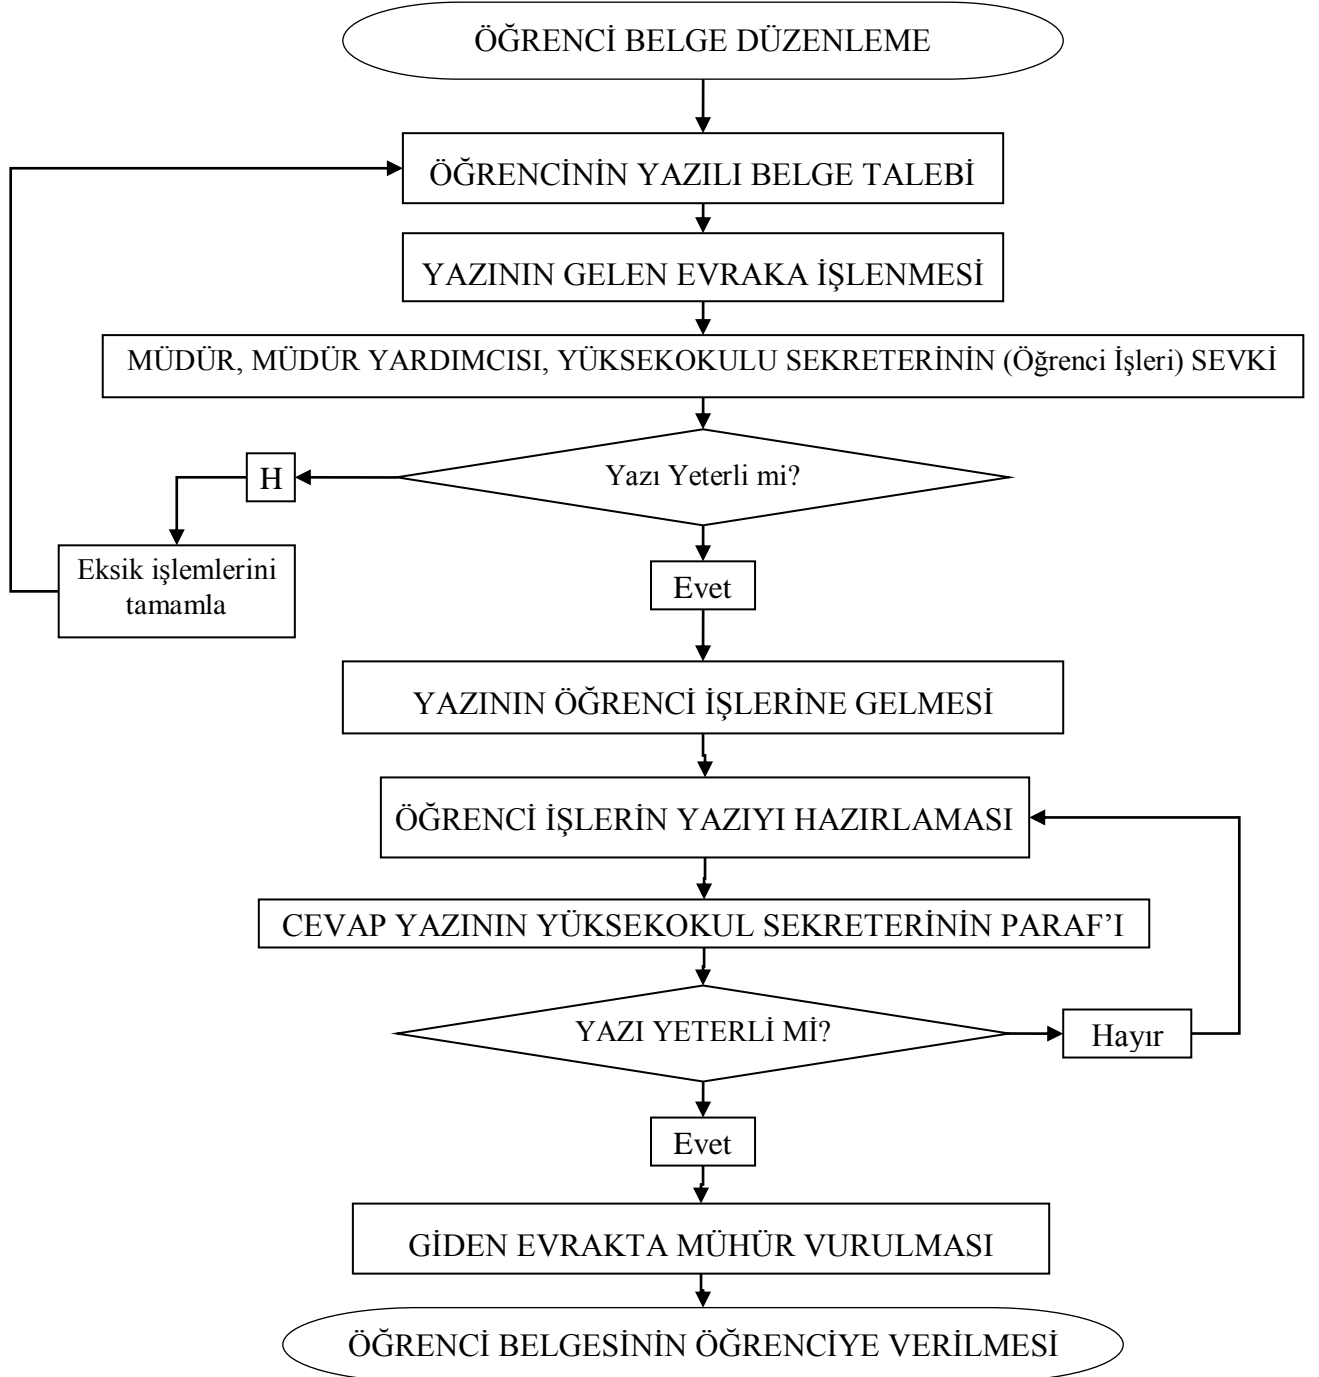 ÖĞRENCİ BELGE DÜZENLEME
ÖĞRENCİNİN YAZILI BELGE TALEBİ
YAZININ GELEN EVRAKA İŞLENMESİ
MÜDÜR, MÜDÜR YARDIMCISI, YÜKSEKOKULU SEKRETERİNİN (Öğrenci İşleri) SEVKİ
Yazı Yeterli mi?
H
Eksik işlemlerini
tamamla
Evet
YAZININ ÖĞRENCİ İŞLERİNE GELMESİ
ÖĞRENCİ İŞLERİN YAZIYI HAZIRLAMASI
CEVAP YAZININ YÜKSEKOKUL SEKRETERİNİN PARAF’I
YAZI YETERLİ Mİ?
Hayır
Evet
GİDEN EVRAKTA MÜHÜR VURULMASI
ÖĞRENCİ BELGESİNİN ÖĞRENCİYE VERİLMESİ